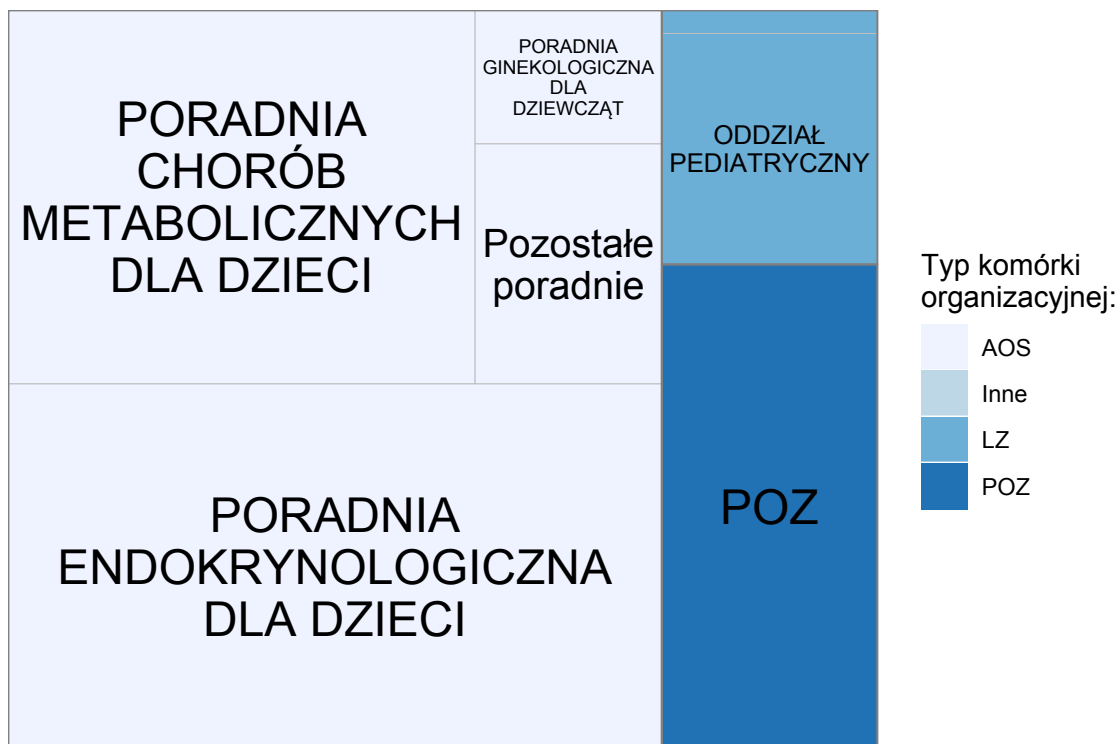 PORADNIA
CHORÓB
METABOLICZNYCH
DLA DZIECI
PORADNIA
GINEKOLOGICZNA
DLA
DZIEWCZĄT
Pozostałe
poradnie
PORADNIA
ENDOKRYNOLOGICZNA
DLA DZIECI
ODDZIAŁ
PEDIATRYCZNY
POZ
Typ komórki
organizacyjnej:
AOS
Inne
LZ
POZ